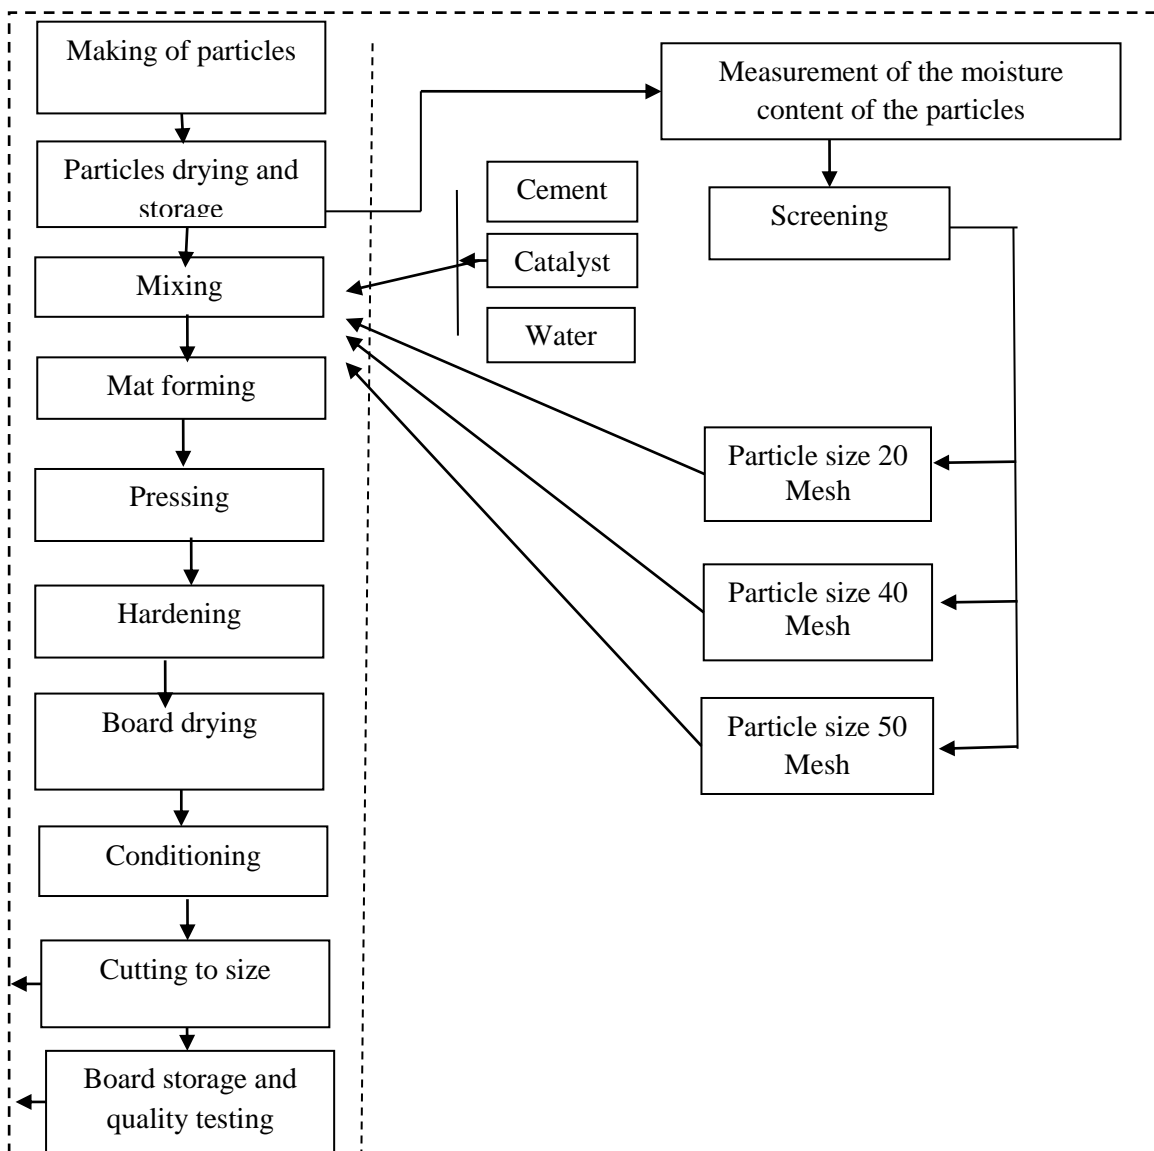 Making of particles
Particles drying and
storage
Mixing
Mat forming
Pressing
Hardening
Board drying
Conditioning
Cutting to size
Board storage and
quality testing
Cement
Catalyst
Water
Measurement of the moisture
content of the particles
Screening
Particle size 20
Mesh
Particle size 40
Mesh
Particle size 50
Mesh